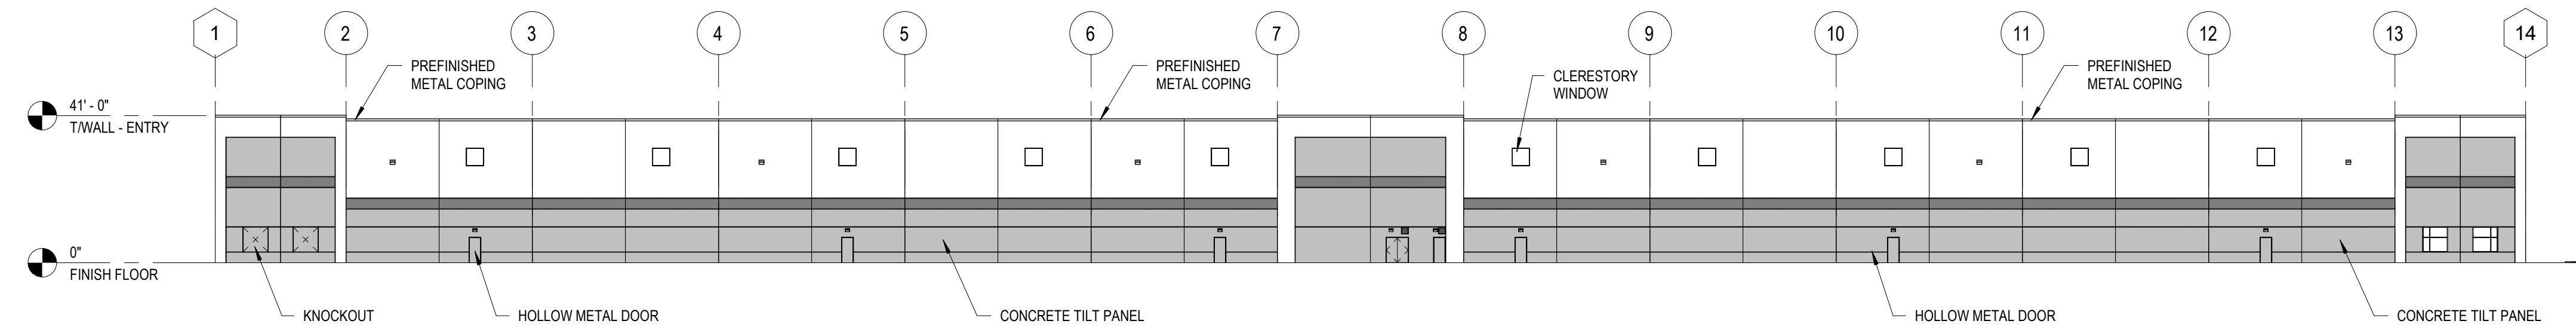 1 2 3 4 5 6 7 8 9 10 11 12 13 14
PREFINISHED
METAL COPING
PREFINISHED
METAL COPING
CLERESTORY
WINDOW
PREFINISHED
METAL COPING
41' - 0"
T/WALL - ENTRY
0"
FINISH FLOOR
KNOCKOUT
HOLLOW METAL DOOR
CONCRETE TILT PANEL
HOLLOW METAL DOOR
CONCRETE TILT PANEL